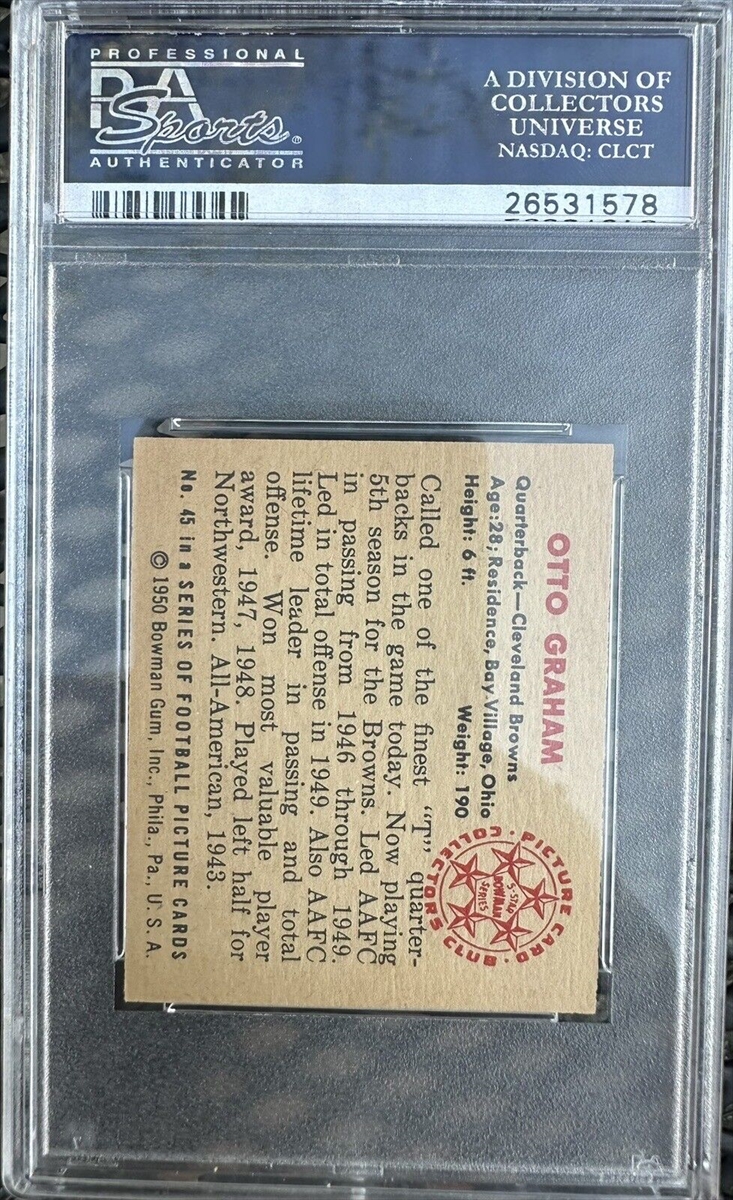 PROFESSIONAL
PSA
Sports
AUTHENTICATOR
A DIVISION OF
COLLECTORS
UNIVERSE
NASDAQ: CLCT
26531578
OTTO GRAHAM
Quarterback—Cleveland Browns
Age:28; Residence, Bay Village, Ohio
Height: 6 ft. Weight: 190
PICTURE CARD COLLECTORS CLUB
5-STAR
BOWMAN
SERIES
Called one of the finest “T” quarter-
backs in the game today. Now playing
5th season for the Browns. Led AAFC
in passing from 1946 through 1949.
Led in total offense in 1949. Also AAFC
lifetime leader in passing and total
offense. Won most valuable player
award, 1947, 1948. Played left half for
Northwestern. All-American, 1943.
No. 45 in a SERIES OF FOOTBALL PICTURE CARDS
© 1950 Bowman Gum, Inc., Phila., Pa., U. S. A.